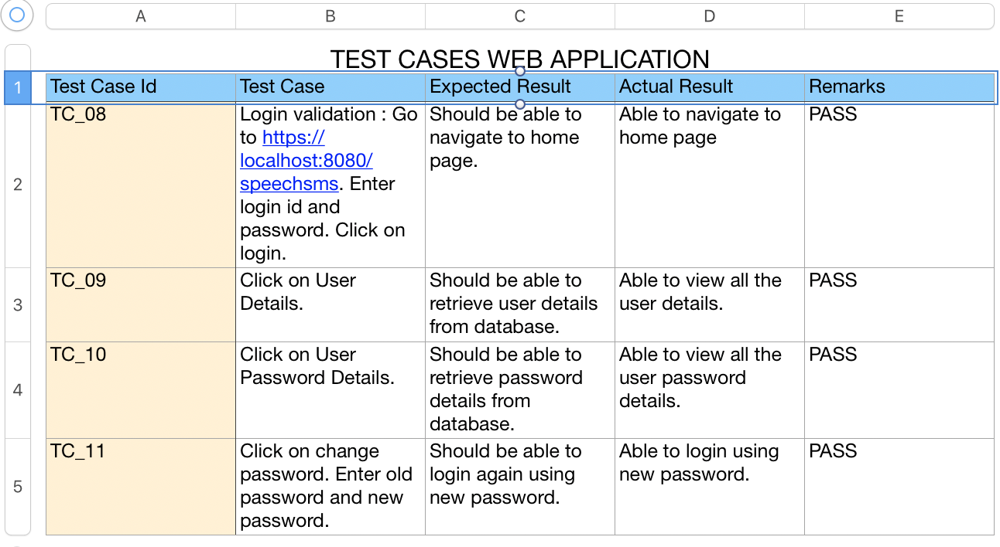 A B C D E
TEST CASES WEB APPLICATION
1 Test Case Id Test Case Expected Result Actual Result Remarks
TC_08 Login validation : Go Should be able to Able to navigate to PASS
to https:// navigate to home home page
localhost:8080/ page.
2 speechsms. Enter
login id and
password. Click on
login.
TC_09 Click on User Should be able to Able to view all the PASS
3 Details. retrieve user details user details.
from database.
TC_10 Click on User Should be able to Able to view all the PASS
4 Password Details. retrieve password user password
details from details.
database.
TC_11 Click on change Should be able to Able to login using PASS
5 password. Enter old login again using new password.
password and new new password.
password.